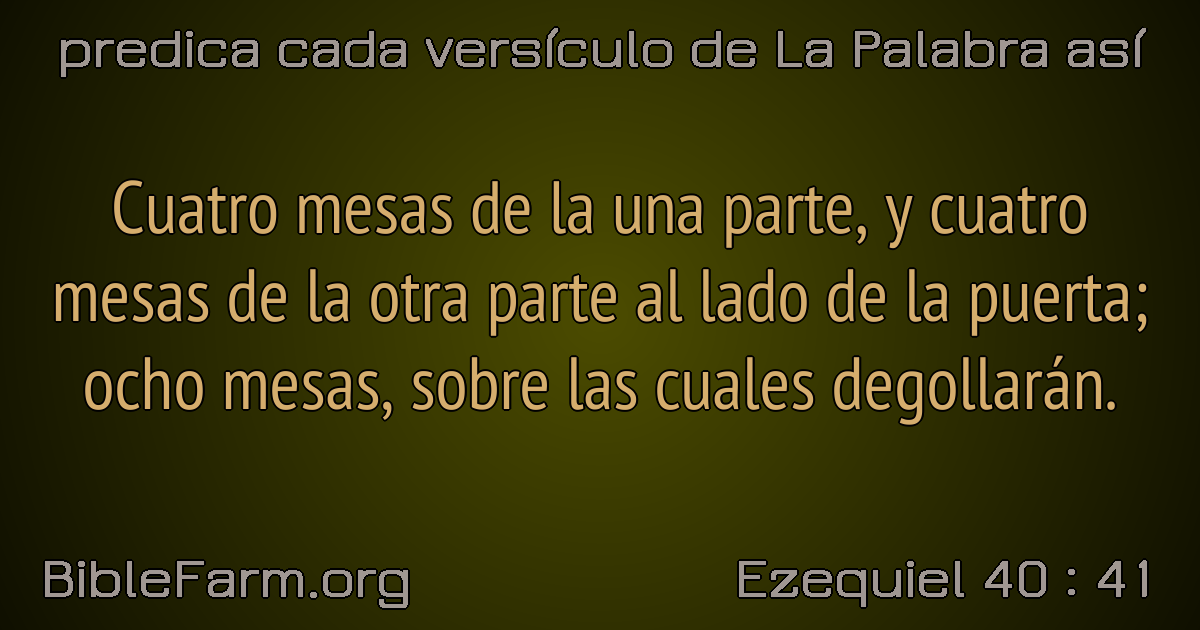 predica cada versículo de La Palabra así
Cuatro mesas de la una parte, y cuatro
mesas de la otra parte al lado de la puerta;
ocho mesas, sobre las cuales degollarán.
BibleFarm.org
Ezequiel 40 : 41